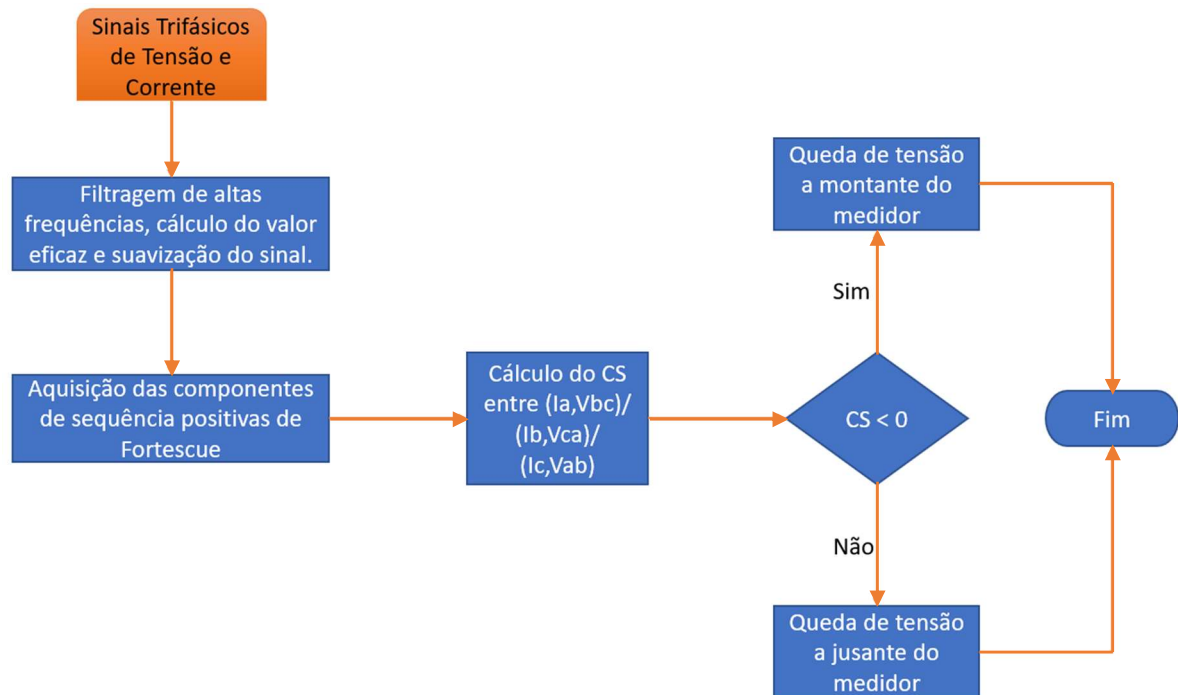 Sinais Trifásicos
de Tensão e
Corrente
Filtragem de altas
frequências, cálculo do valor
eficaz e suavização do sinal.
Aquisição das componentes
de sequência positivas de
Fortescue
Cálculo do CS
entre (Ia,Vbc)/
(Ib,Vca)/
(Ic,Vab)
CS < 0
Sim
Queda de tensão
a montante do
medidor
Não
Queda de tensão
a jusante do
medidor
Fim